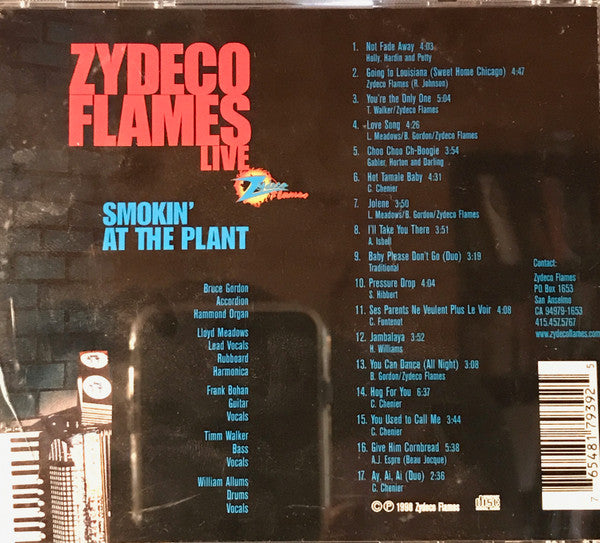 ZYDECO
FLAMES
LIVE
Zydeco
Flames
SMOKIN'
AT THE PLANT
Bruce Gordon
Accordion
Hammond Organ
Lloyd Meadows
Lead Vocals
Rubboard
Harmonica
Frank Bohan
Guitar
Vocals
Timm Walker
Bass
Vocals
William Allums
Drums
Vocals
1. Not Fade Away 4:03
Holly, Hardin and Petty
2. Going to Louisiana (Sweet Home Chicago) 4:47
Zydeco Flames (R. Johnson)
3. You're the Only One 5:04
T. Walker/Zydeco Flames
4. Love Song 4:26
L. Meadows/B. Gordon/Zydeco Flames
5. Choo Choo Ch-Boogie 3:54
Gabler, Horton and Darling
6. Hot Tamale Baby 4:31
C. Chenier
7. Jolene 3:50
L. Meadows/B. Gordon/Zydeco Flames
8. I'll Take You There 3:51
A. Isbell
9. Baby Please Don't Go (Duo) 3:19
Traditional
10. Pressure Drop 4:04
S. Hibbert
11. Ses Parents Ne Veulent Plus Le Voir 4:08
C. Fontenot
12. Jambalaya 3:52
H. Williams
13. You Can Dance (All Night) 3:08
B. Gordon/Zydeco Flames
14. Hog For You 6:37
C. Chenier
15. You Used to Call Me 3:44
C. Chenier
16. Give Him Cornbread 5:38
A.J. Espre (Beau Jocque)
17. Ay, Ai, Ai (Duo) 2:36
C. Chenier
© ℗ 1998 Zydeco Flames
disc
Contact:
Zydeco Flames
PO Box 1653
San Anselmo
CA 94979-1653
415.457.5767
www.zydecoflames.com
7 65481 79392 5